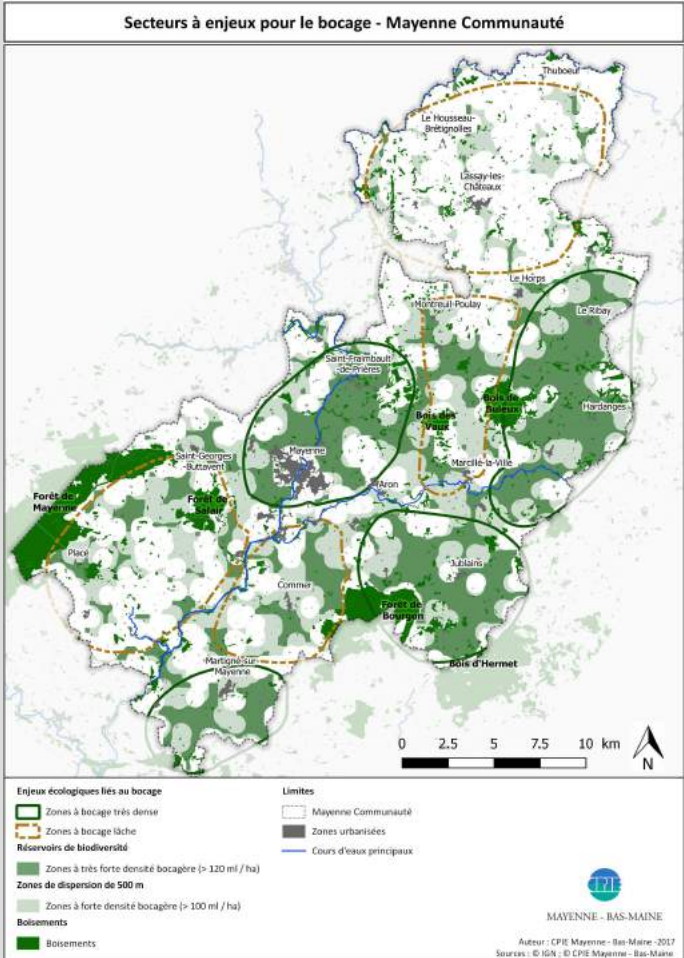 Secteurs à enjeux pour le bocage - Mayenne Communauté
Thuboeuf
Le Housseau-
Brétignolles
Lassay-les-
Châteaux
Le Horps
Montreuil-Poulay
Le Ribay
Saint-Fraimbault
-de-Prières
Bois de
Buleux
Hardanges
Bois des
Vaux
Saint-Georges
-Buttavent
Mayenne
Marcillé-la-Ville
Aron
Forêt de
Mayenne
Forêt de
Salair
Placé
Jublains
Commer
Forêt de
Bourgon
Martigné-sur-
Mayenne
Bois d'Hermet
0 2.5 5 7.5 10 km
N
Enjeux écologiques liés au bocage
Zones à bocage très dense
Zones à bocage lâche
Réservoirs de biodiversité
Zones à très forte densité bocagère (> 120 ml / ha)
Zones de dispersion de 500 m
Zones à forte densité bocagère (> 100 ml / ha)
Boisements
Boisements
Limites
Mayenne Communauté
Zones urbanisées
Cours d'eaux principaux
CPIE
MAYENNE - BAS-MAINE
Auteur : CPIE Mayenne - Bas-Maine -2017
Sources : © IGN ; © CPIE Mayenne - Bas-Maine